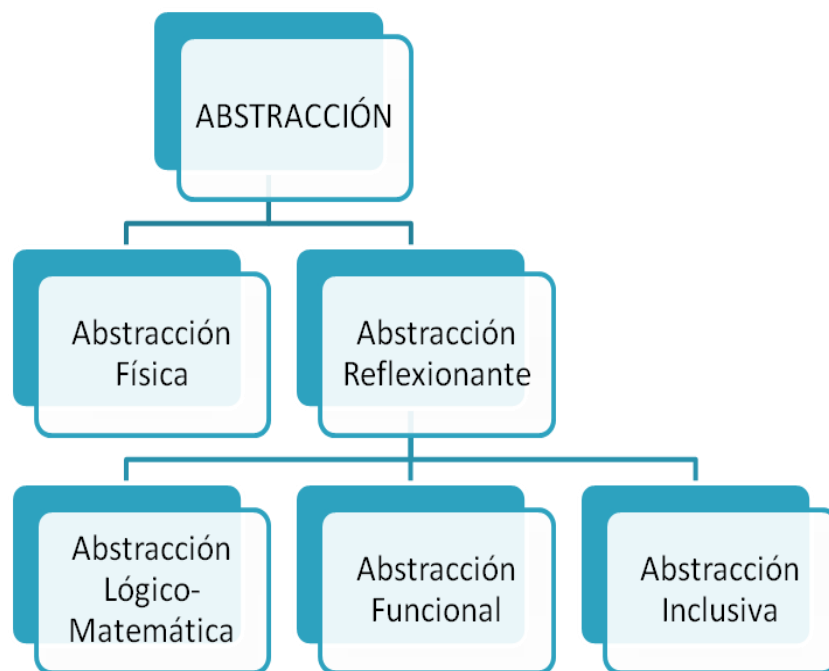 ABSTRACCIÓN
Abstracción
Física
Abstracción
Reflexionante
Abstracción
Lógico-
Matemática
Abstracción
Funcional
Abstracción
Inclusiva